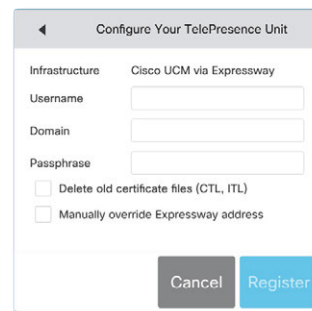 Configure Your TelePresence Unit
Infrastructure Cisco UCM via Expressway
Username
Domain
Passphrase
Delete old certificate files (CTL, ITL)
Manually override Expressway address
Cancel Register